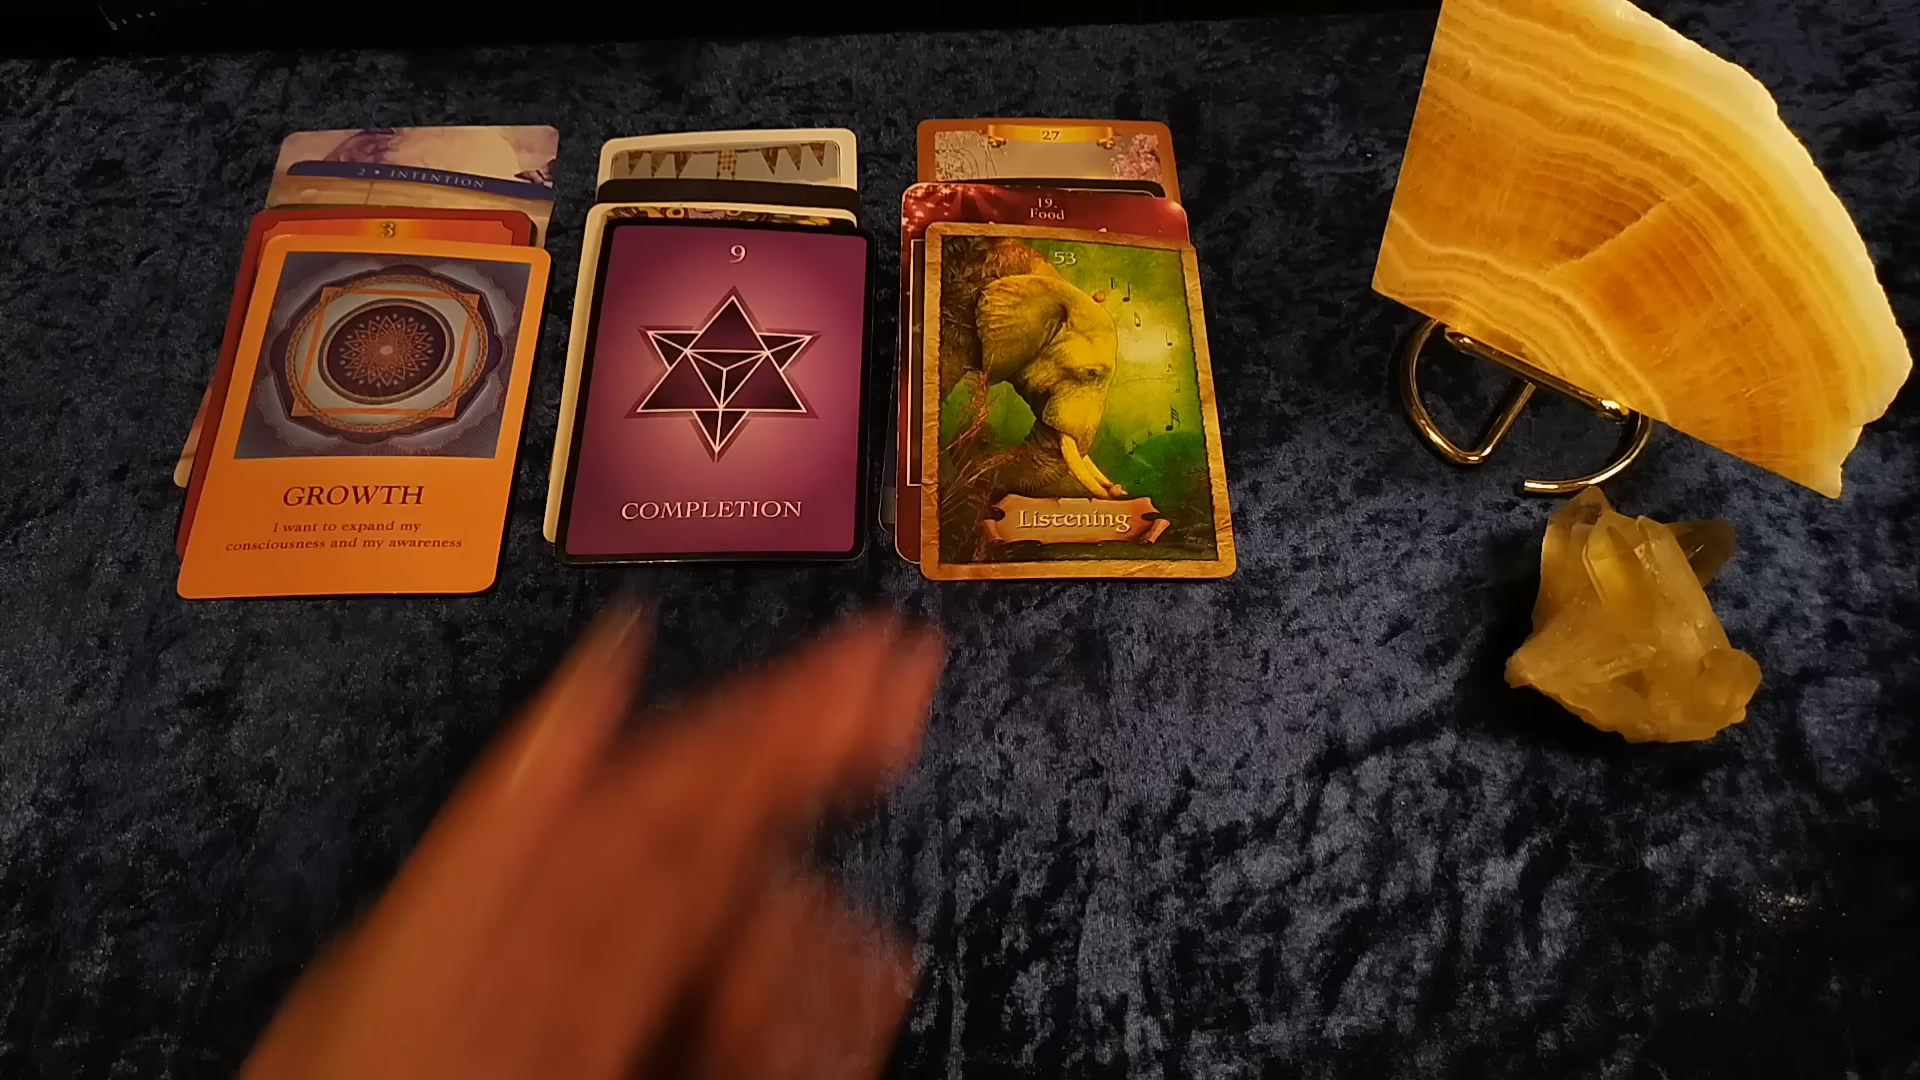 2 • INTENTION
3
GROWTH
I want to expand my
consciousness and my awareness
9
COMPLETION
27
19.
Food
53
Listening